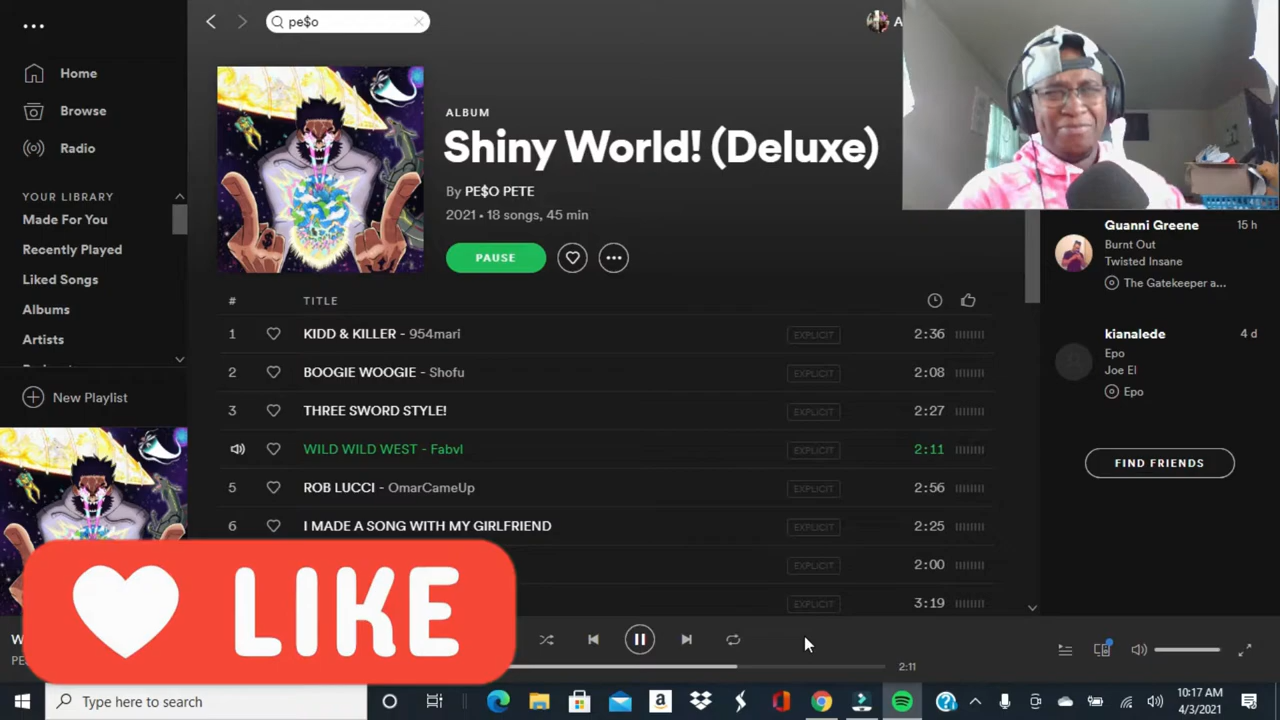 pe$o
A
Home
Browse
Radio
YOUR LIBRARY
Made For You
Recently Played
Liked Songs
Albums
Artists
New Playlist
ALBUM
Shiny World! (Deluxe)
By PE$O PETE
2021 • 18 songs, 45 min
PAUSE
# TITLE
1 KIDD & KILLER - 954mari EXPLICIT 2:36
2 BOOGIE WOOGIE - Shofu EXPLICIT 2:08
3 THREE SWORD STYLE! EXPLICIT 2:27
WILD WILD WEST - Fabvl EXPLICIT 2:11
5 ROB LUCCI - OmarCameUp EXPLICIT 2:56
6 I MADE A SONG WITH MY GIRLFRIEND EXPLICIT 2:25
EXPLICIT 2:00
EXPLICIT 3:19
Guanni Greene 15 h
Burnt Out
Twisted Insane
The Gatekeeper a...
kianalede 4 d
Epo
Joe El
Epo
FIND FRIENDS
LIKE
W
PE
2:11
Type here to search
10:17 AM
4/3/2021